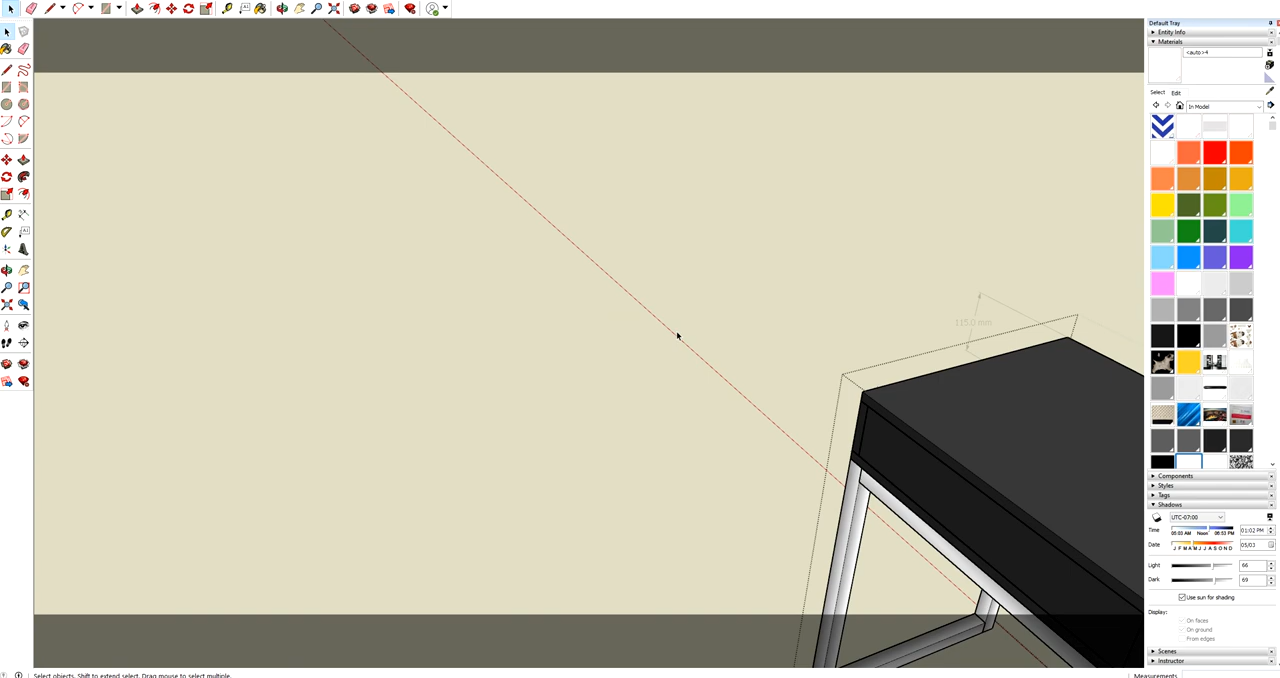 Default Tray
Entity Info
Materials
<auto>4
Select Edit
In Model
115.0 mm
Components
Styles
Tags
Shadows
UTC-07:00
Time
05:03 AM Noon 06:53 PM
01:02 PM
Date
J F M A M J J A S O N D
05/03
Light
66
Dark
69
Use sun for shading
Display:
On faces
On ground
From edges
Scenes
Instructor
Select objects. Shift to extend select. Drag mouse to select multiple.
Measurements